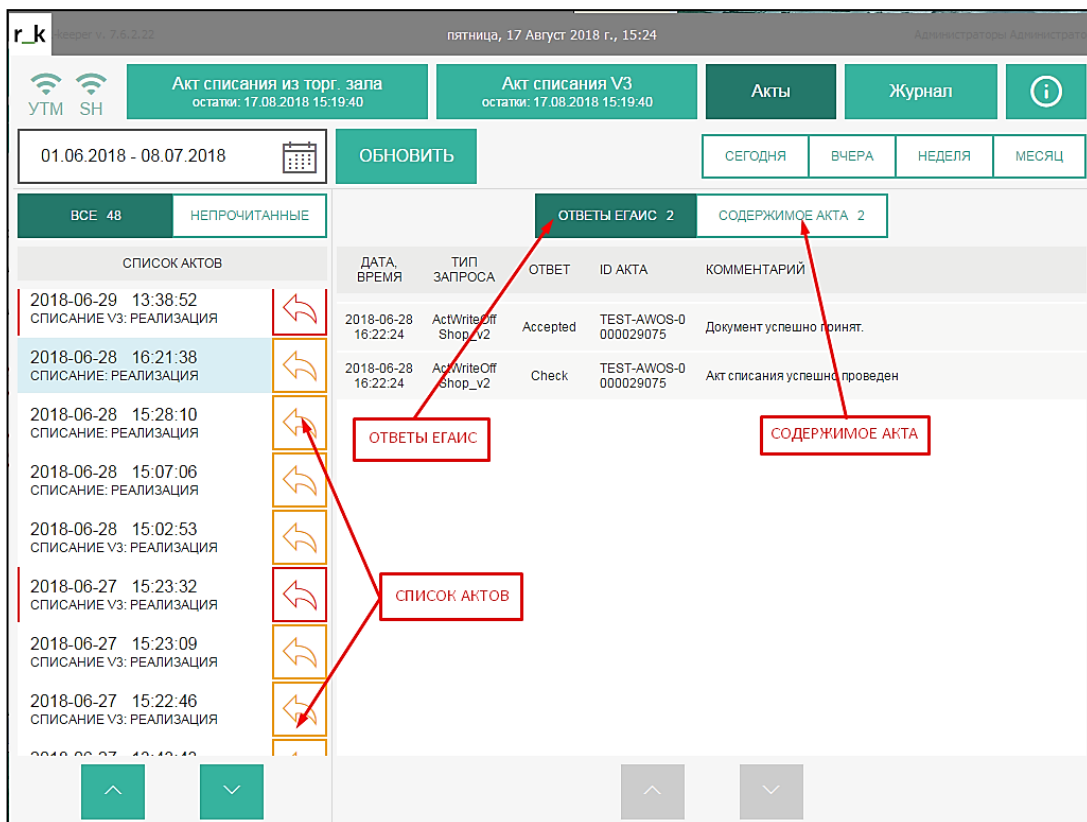 r_k
keeper v. 7.6.2.22
пятница, 17 Август 2018 г., 15:24
Администраторы Администрато
УТМ SH
Акт списания из торг. зала
остатки: 17.08.2018 15:19:40
Акт списания V3
остатки: 17.08.2018 15:19:40
Акты
Журнал
01.06.2018 - 08.07.2018
ОБНОВИТЬ
СЕГОДНЯ
ВЧЕРА
НЕДЕЛЯ
МЕСЯЦ
ВСЕ 48
НЕПРОЧИТАННЫЕ
ОТВЕТЫ ЕГАИС 2
СОДЕРЖИМОЕ АКТА 2
СПИСОК АКТОВ
2018-06-29 13:38:52
СПИСАНИЕ V3: РЕАЛИЗАЦИЯ
2018-06-28 16:21:38
СПИСАНИЕ: РЕАЛИЗАЦИЯ
2018-06-28 15:28:10
СПИСАНИЕ: РЕАЛИЗАЦИЯ
2018-06-28 15:07:06
СПИСАНИЕ: РЕАЛИЗАЦИЯ
2018-06-28 15:02:53
СПИСАНИЕ V3: РЕАЛИЗАЦИЯ
2018-06-27 15:23:32
СПИСАНИЕ V3: РЕАЛИЗАЦИЯ
2018-06-27 15:23:09
СПИСАНИЕ V3: РЕАЛИЗАЦИЯ
2018-06-27 15:22:46
СПИСАНИЕ V3: РЕАЛИЗАЦИЯ
ДАТА, ВРЕМЯ
ТИП ЗАПРОСА
ОТВЕТ
ID АКТА
КОММЕНТАРИЙ
2018-06-28 16:22:24
ActWriteOff Shop_v2
Accepted
TEST-AWOS-0 000029075
Документ успешно принят.
2018-06-28 16:22:24
ActWriteOff Shop_v2
Check
TEST-AWOS-0 000029075
Акт списания успешно проведен
ОТВЕТЫ ЕГАИС
СОДЕРЖИМОЕ АКТА
СПИСОК АКТОВ